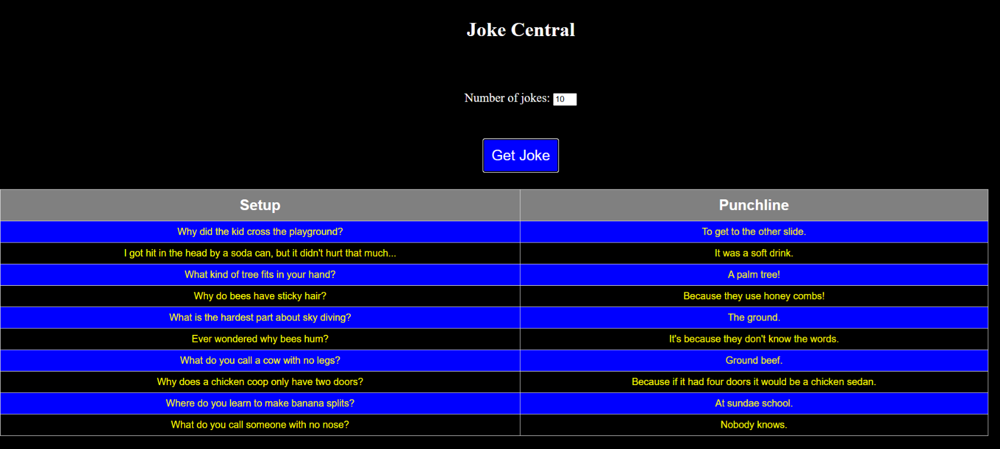 Joke Central
Number of jokes: 10
Get Joke
Setup Punchline
Why did the kid cross the playground? To get to the other slide.
I got hit in the head by a soda can, but it didn't hurt that much... It was a soft drink.
What kind of tree fits in your hand? A palm tree!
Why do bees have sticky hair? Because they use honey combs!
What is the hardest part about sky diving? The ground.
Ever wondered why bees hum? It's because they don't know the words.
What do you call a cow with no legs? Ground beef.
Why does a chicken coop only have two doors? Because if it had four doors it would be a chicken sedan.
Where do you learn to make banana splits? At sundae school.
What do you call someone with no nose? Nobody knows.